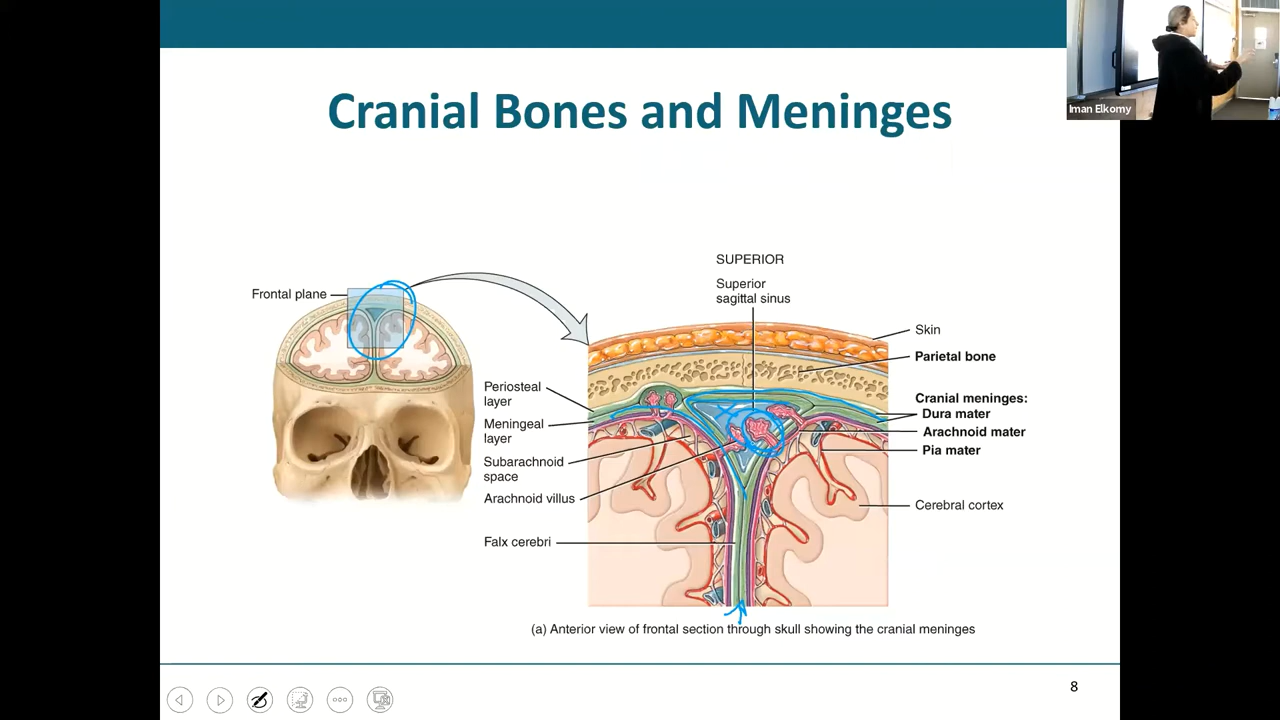 Iman Elkomy
Cranial Bones and Meninges
Frontal plane
SUPERIOR
Superior
sagittal sinus
Skin
Parietal bone
Periosteal
layer
Meningeal
layer
Subarachnoid
space
Arachnoid villus
Falx cerebri
Cranial meninges:
Dura mater
Arachnoid mater
Pia mater
Cerebral cortex
(a) Anterior view of frontal section through skull showing the cranial meninges
8